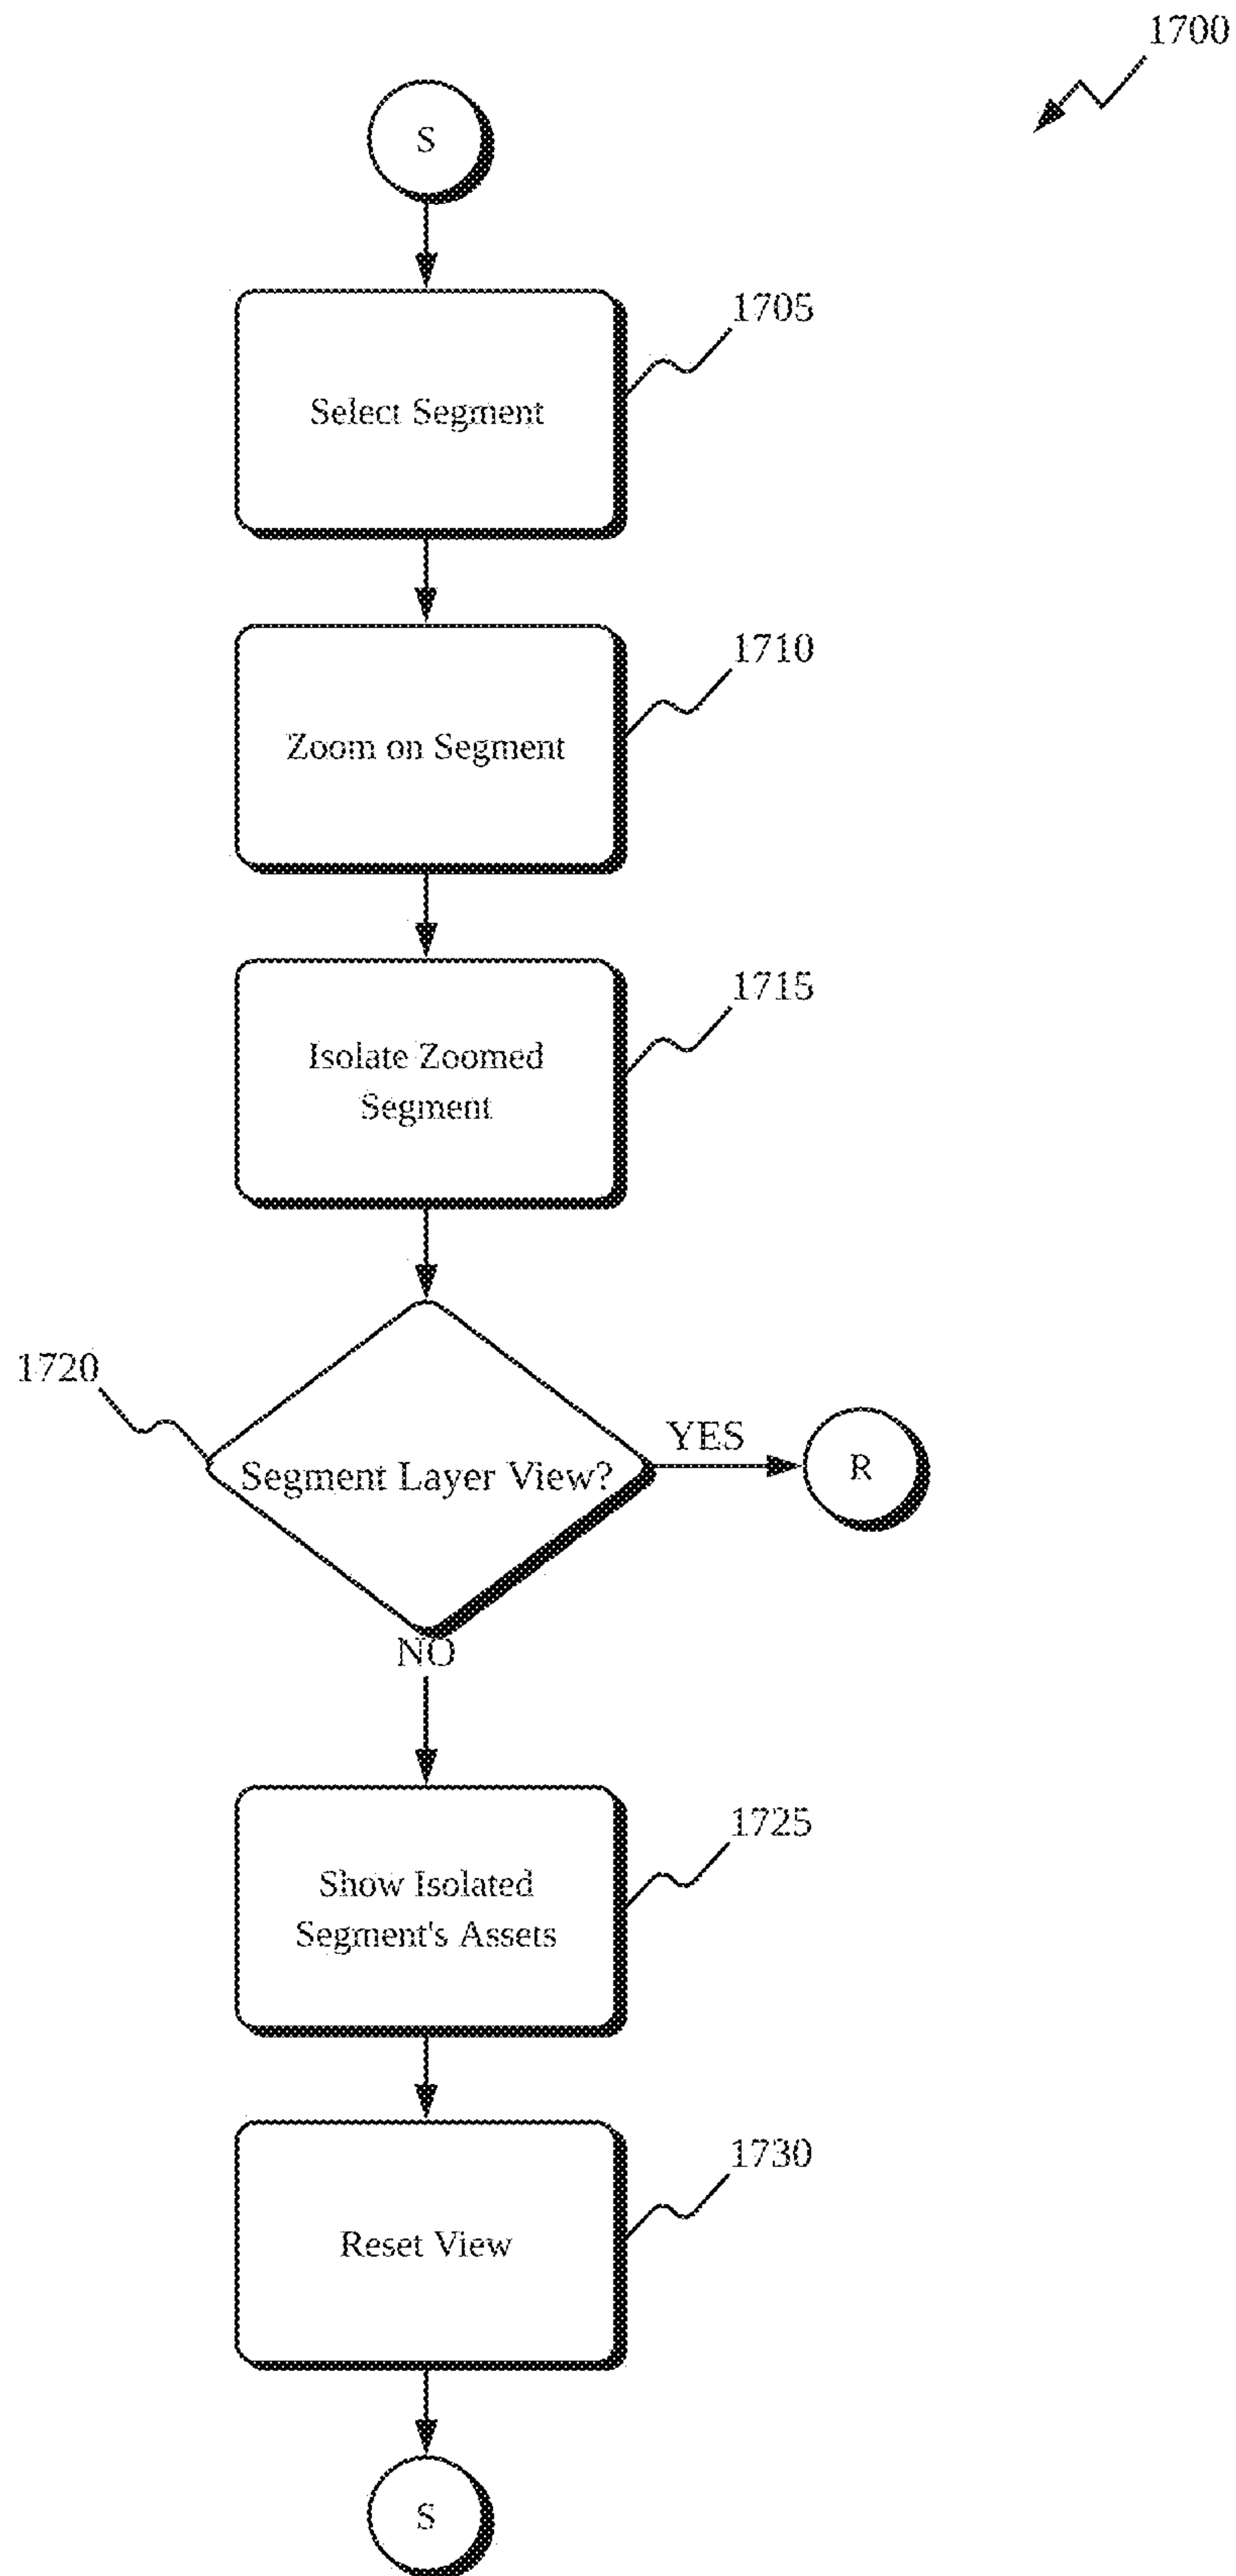 1700
S
1705
Select Segment
1710
Zoom on Segment
1715
Isolate Zoomed
Segment
1720
Segment Layer View?
YES
R
NO
1725
Show Isolated
Segment's Assets
1730
Reset View
S